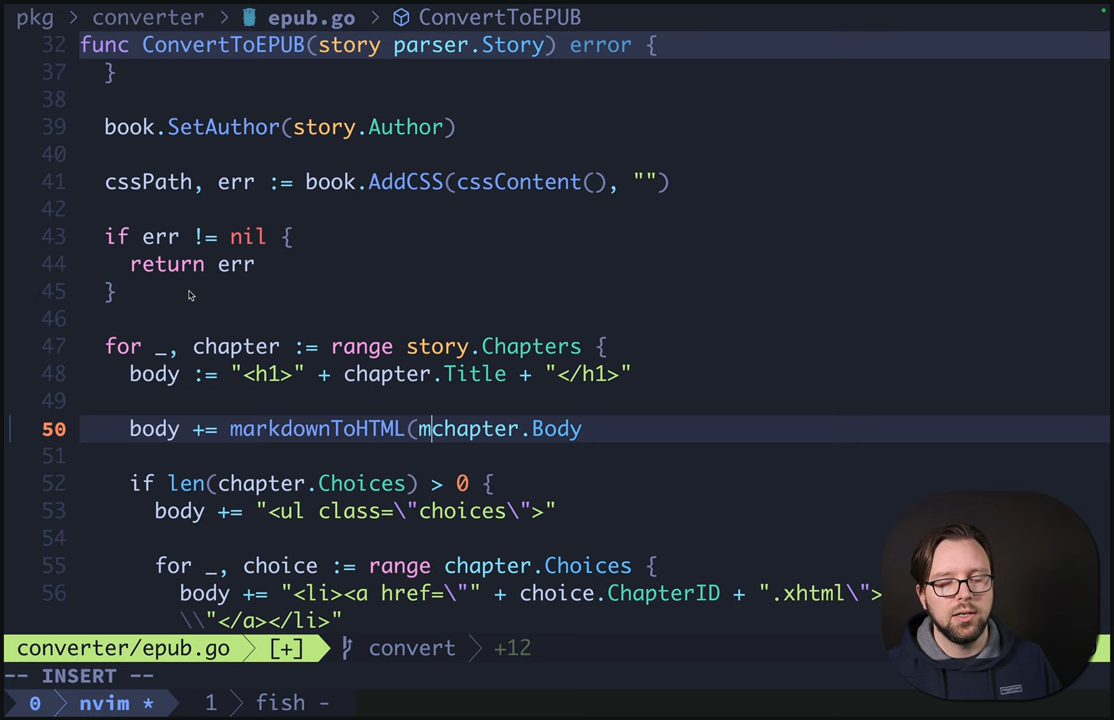 pkg > converter > epub.go > ConvertToEPUB
32 func ConvertToEPUB(story parser.Story) error {
37 }
38
39 book.SetAuthor(story.Author)
40
41 cssPath, err := book.AddCSS(cssContent(), "")
42
43 if err != nil {
44 return err
45 }
46
47 for _, chapter := range story.Chapters {
48 body := "<h1>" + chapter.Title + "</h1>"
49
50 body += markdownToHTML(mchapter.Body
51
52 if len(chapter.Choices) > 0 {
53 body += "<ul class=\"choices\">"
54
55 for _, choice := range chapter.Choices {
56 body += "<li><a href=\"" + choice.ChapterID + ".xhtml\">
\\"</a></li>"
converter/epub.go > [+] convert > +12
-- INSERT --
0 > nvim * 1 > fish -